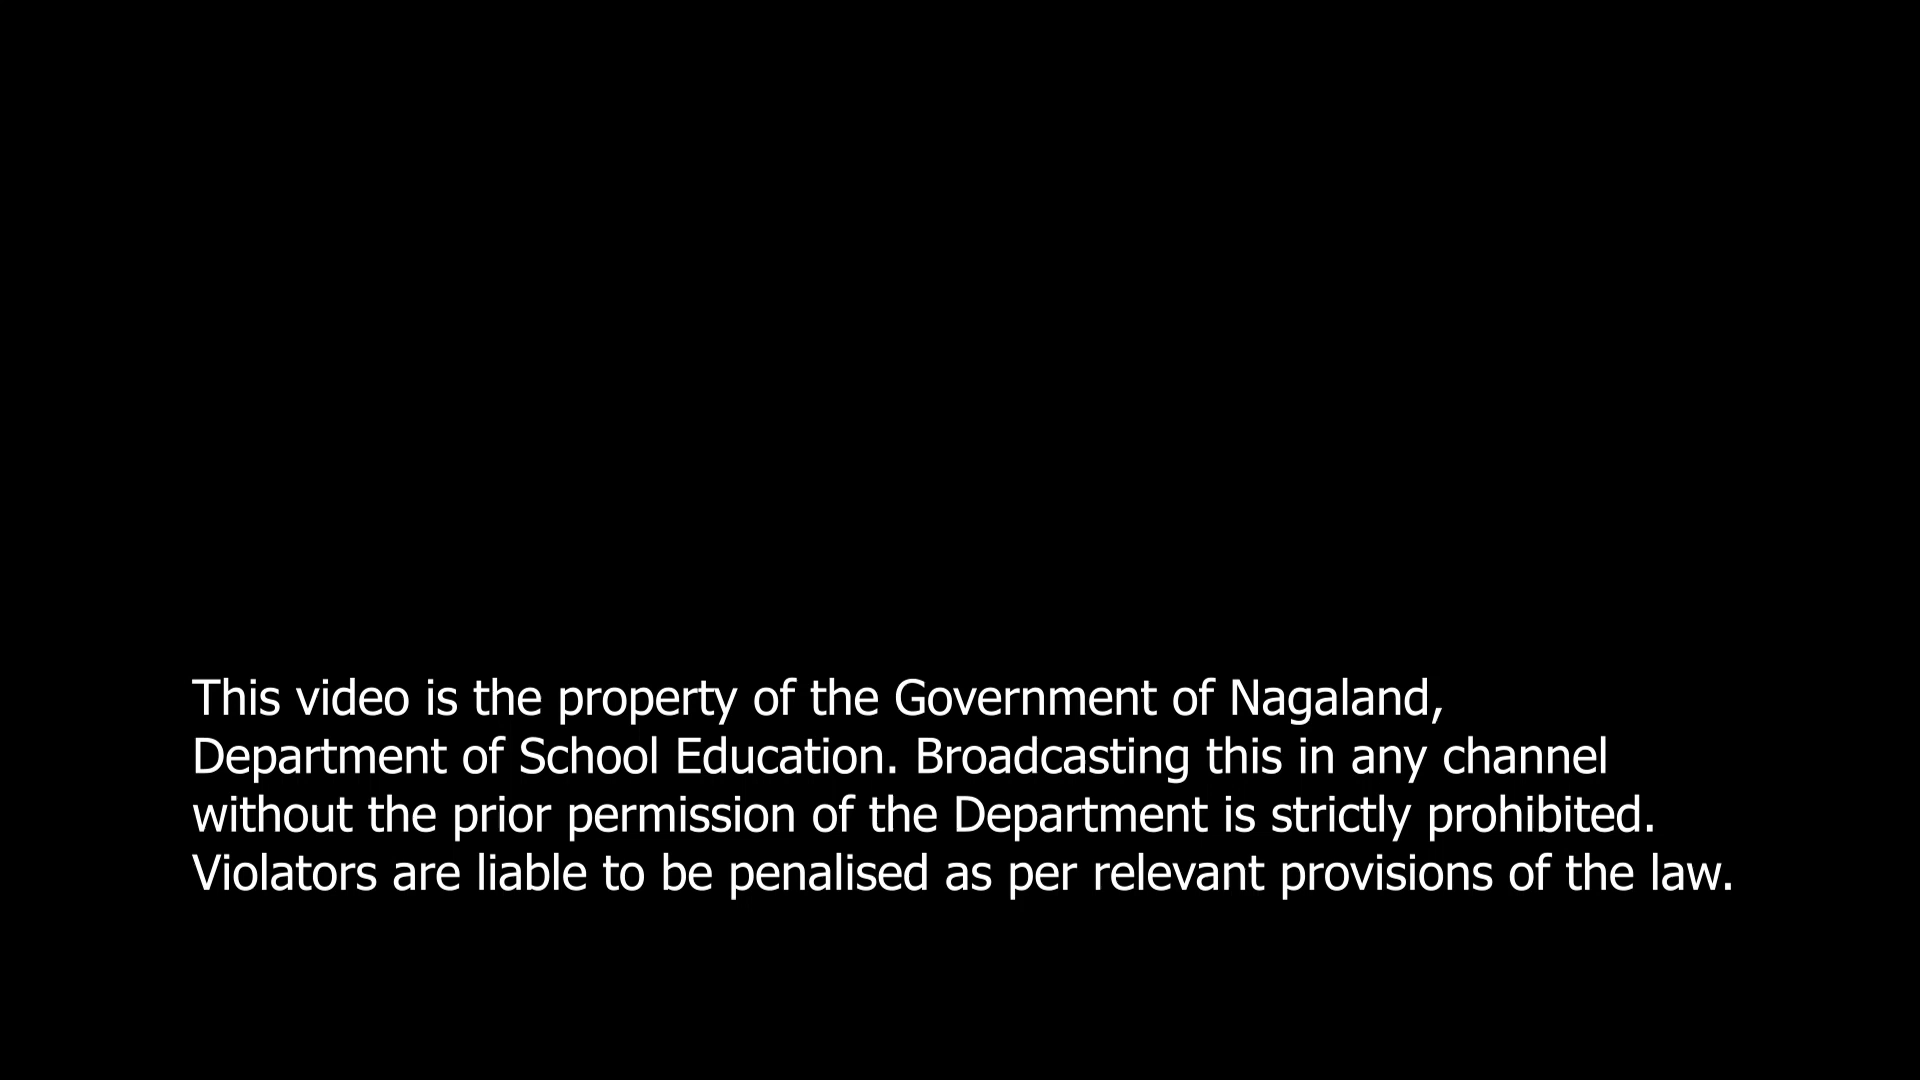 This video is the property of the Government of Nagaland,
Department of School Education. Broadcasting this in any channel
without the prior permission of the Department is strictly prohibited.
Violators are liable to be penalised as per relevant provisions of the law.